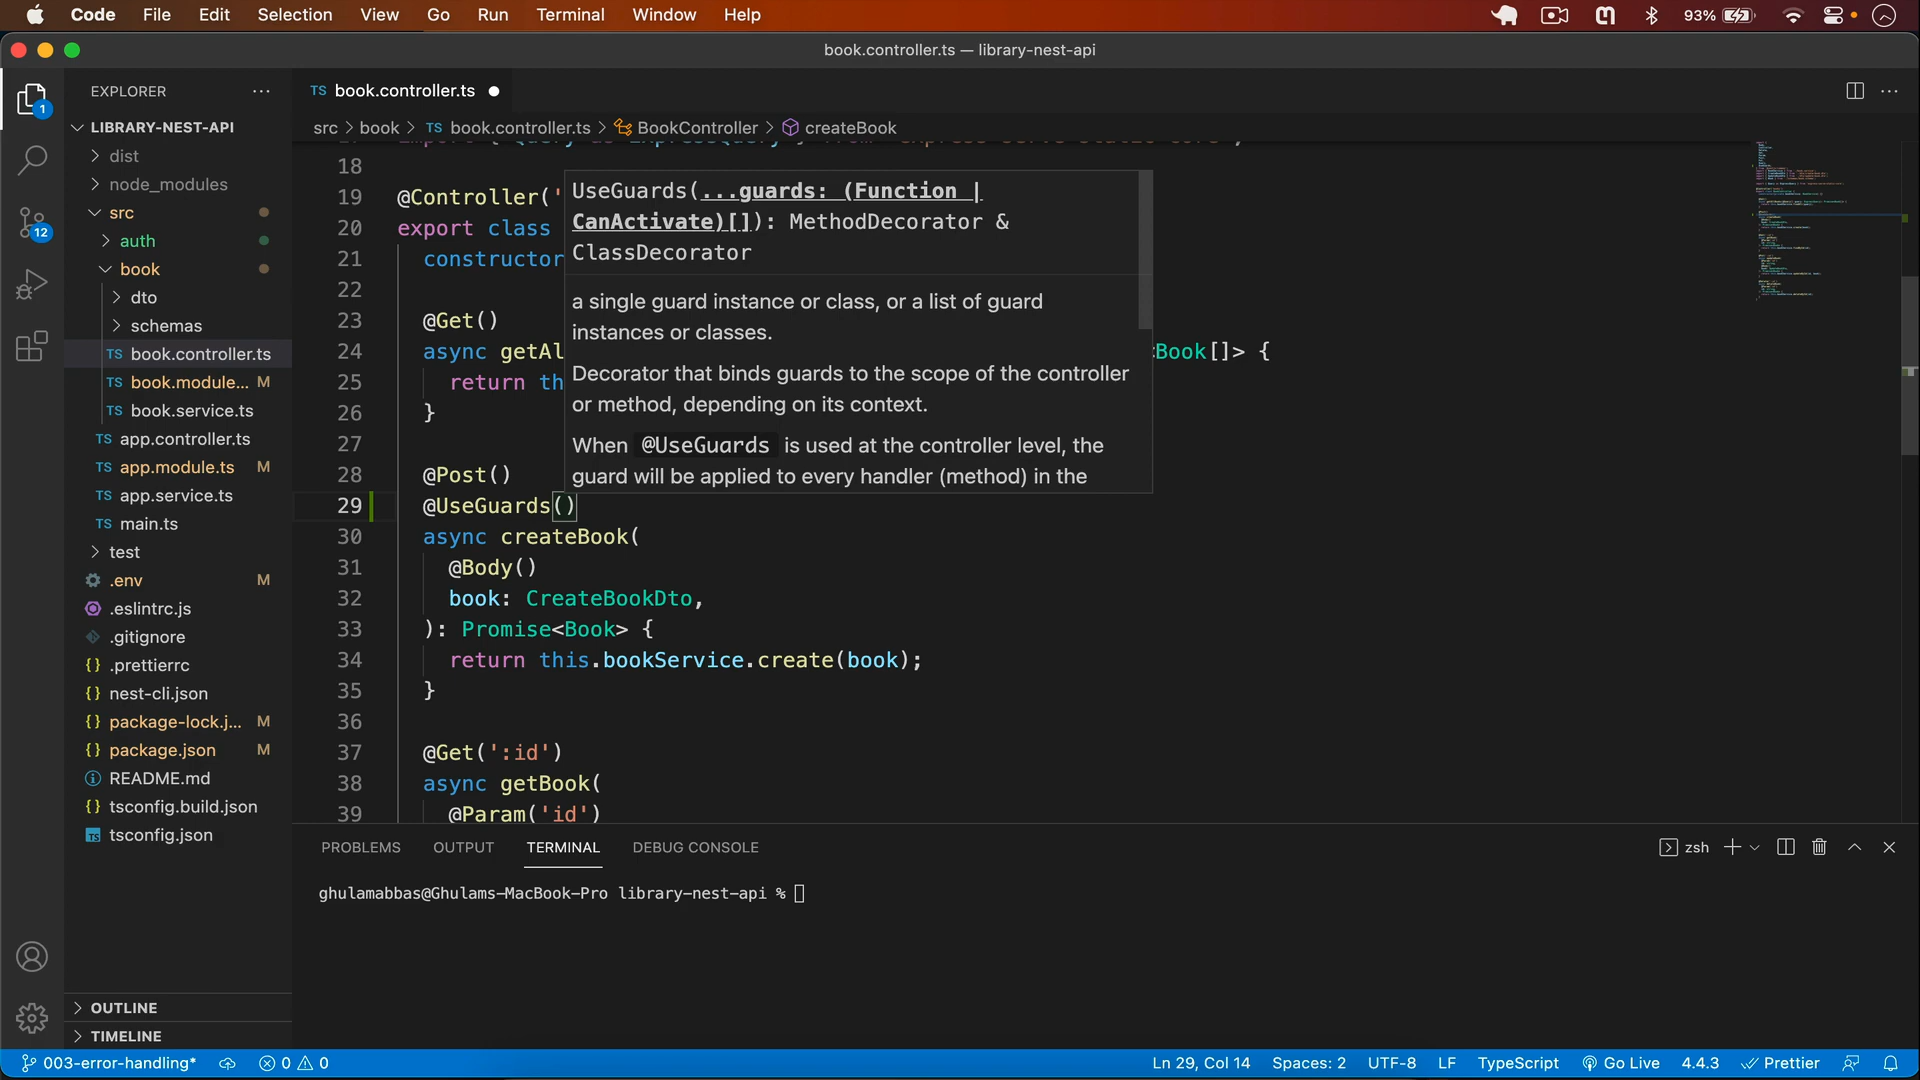 Code File Edit Selection View Go Run Terminal Window Help 93%
book.controller.ts — library-nest-api
EXPLORER
TS book.controller.ts
1
LIBRARY-NEST-API
src > book > TS book.controller.ts > BookController > createBook
dist
node_modules
src
12
auth
book
dto
schemas
TS book.controller.ts
TS book.module... M
TS book.service.ts
TS app.controller.ts
TS app.module.ts M
TS app.service.ts
TS main.ts
test
.env M
.eslintrc.js
.gitignore
.prettierrc
{} nest-cli.json
{} package-lock.j... M
{} package.json M
README.md
{} tsconfig.build.json
TS tsconfig.json
OUTLINE
TIMELINE
18
19 @Controller('
20 export class
21 constructor
22
23 @Get()
24 async getAl Book[]> {
25 return th
26 }
27
28 @Post()
29 @UseGuards()
30 async createBook(
31 @Body()
32 book: CreateBookDto,
33 ): Promise<Book> {
34 return this.bookService.create(book);
35 }
36
37 @Get(':id')
38 async getBook(
39 @Param('id')
UseGuards(...guards: (Function |
CanActivate)[]): MethodDecorator &
ClassDecorator
a single guard instance or class, or a list of guard
instances or classes.
Decorator that binds guards to the scope of the controller
or method, depending on its context.
When @UseGuards is used at the controller level, the
guard will be applied to every handler (method) in the
PROBLEMS OUTPUT TERMINAL DEBUG CONSOLE zsh
ghulamabbas@Ghulams-MacBook-Pro library-nest-api %
003-error-handling* 0 0 Ln 29, Col 14 Spaces: 2 UTF-8 LF TypeScript Go Live 4.4.3 Prettier